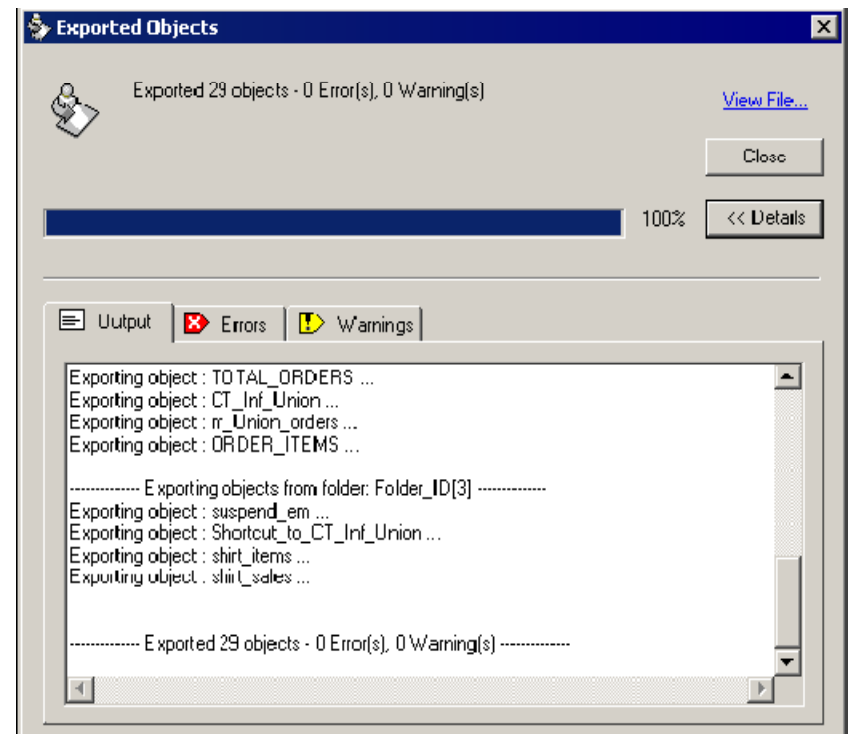 Exported Objects
Exported 29 objects - 0 Error(s), 0 Warning(s)
View File...
Close
100%
<< Details
Output
Errors
Warnings
Exporting object : TOTAL_ORDERS ...
Exporting object : CT_Inf_Union ...
Exporting object : m_Union_orders ...
Exporting object : ORDER_ITEMS ...
-------------- Exporting objects from folder: Folder_ID[3] --------------
Exporting object : suspend_em ...
Exporting object : Shortcut_to_CT_Inf_Union ...
Exporting object : shirt_items ...
Exporting object : shirt_sales ...
-------------- Exported 29 objects - 0 Error(s), 0 Warning(s) --------------